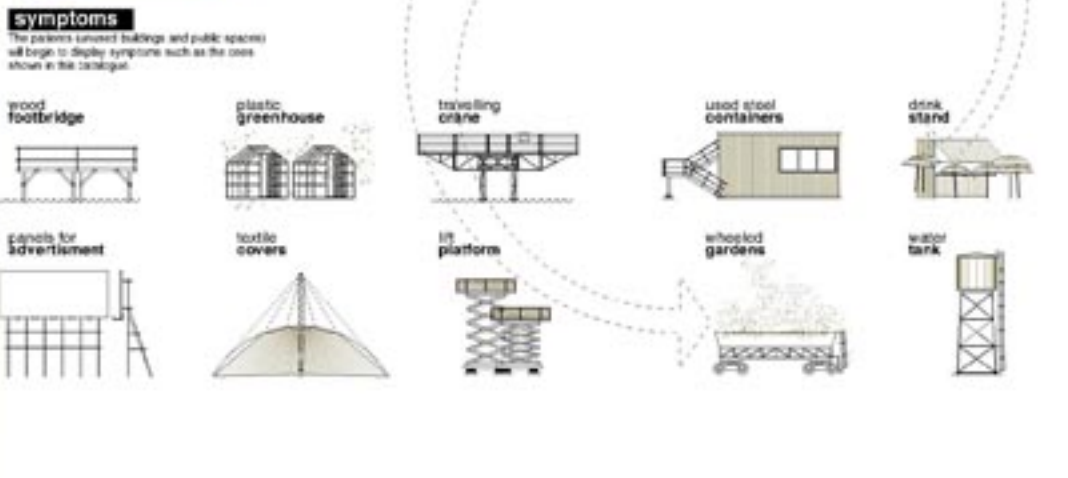 symptoms
The patients (unused buildings and public spaces)
will begin to display symptoms such as the ones
shown in this catalogue.
wood
footbridge
plastic
greenhouse
travelling
crane
used steel
containers
drink
stand
panels for
advertisment
textile
covers
lift
platform
wheeled
gardens
water
tank